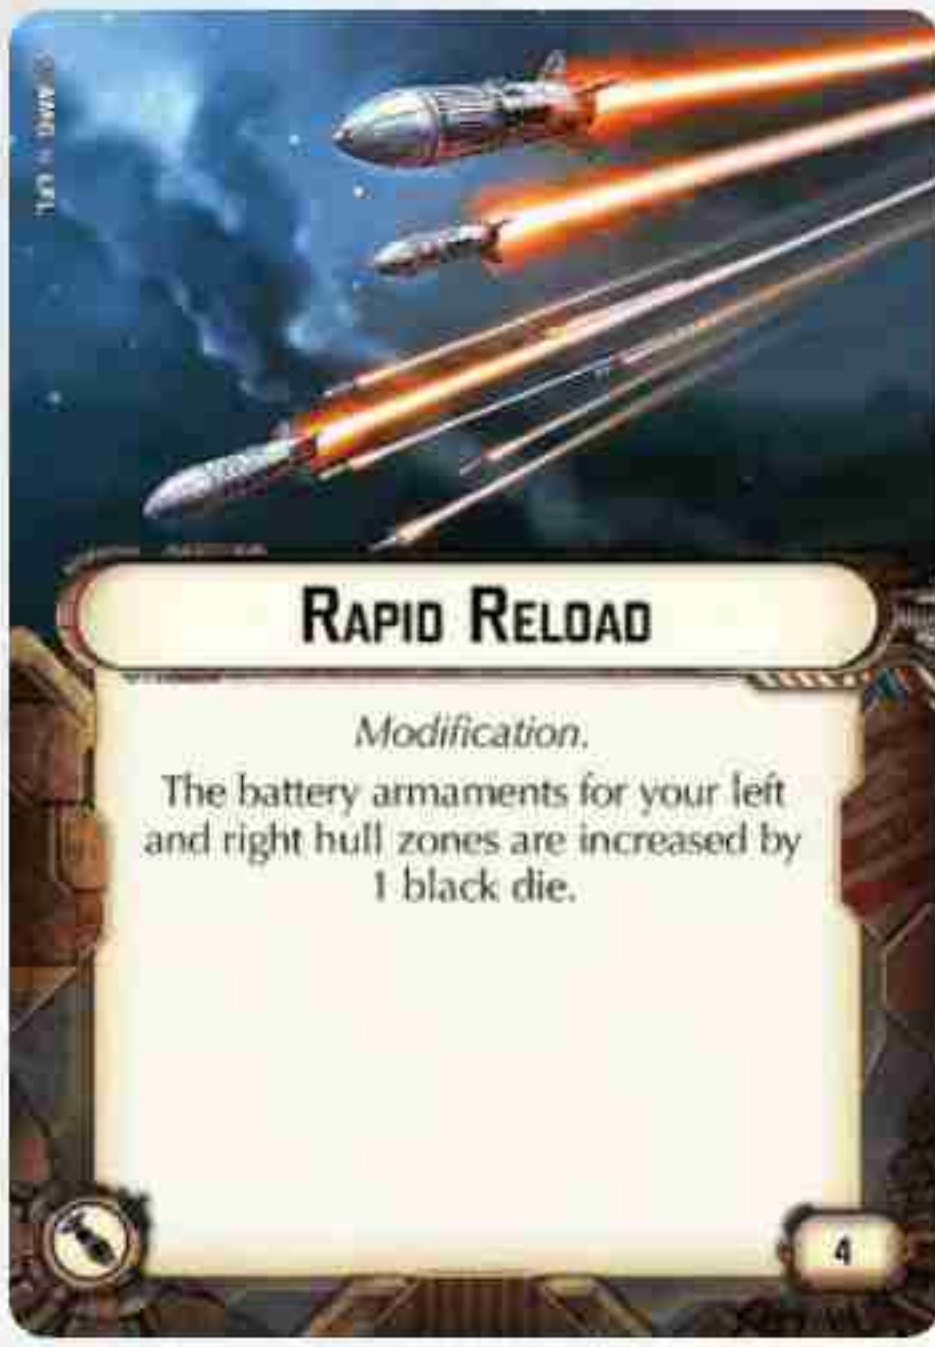 RAPID RELOAD
Modification.
The battery armaments for your left
and right hull zones are increased by
1 black die.
4